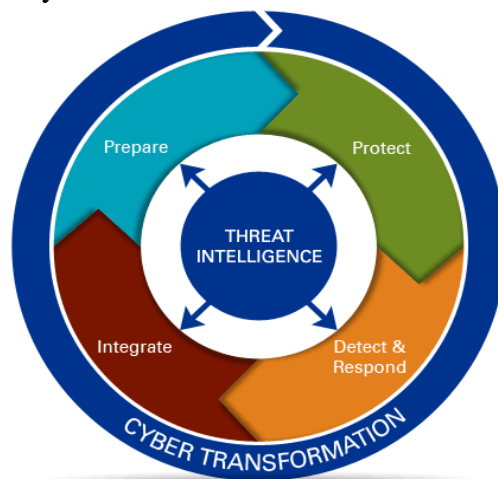 Prepare
Protect
THREAT
INTELLIGENCE
Integrate
Detect &
Respond
CYBER TRANSFORMATION